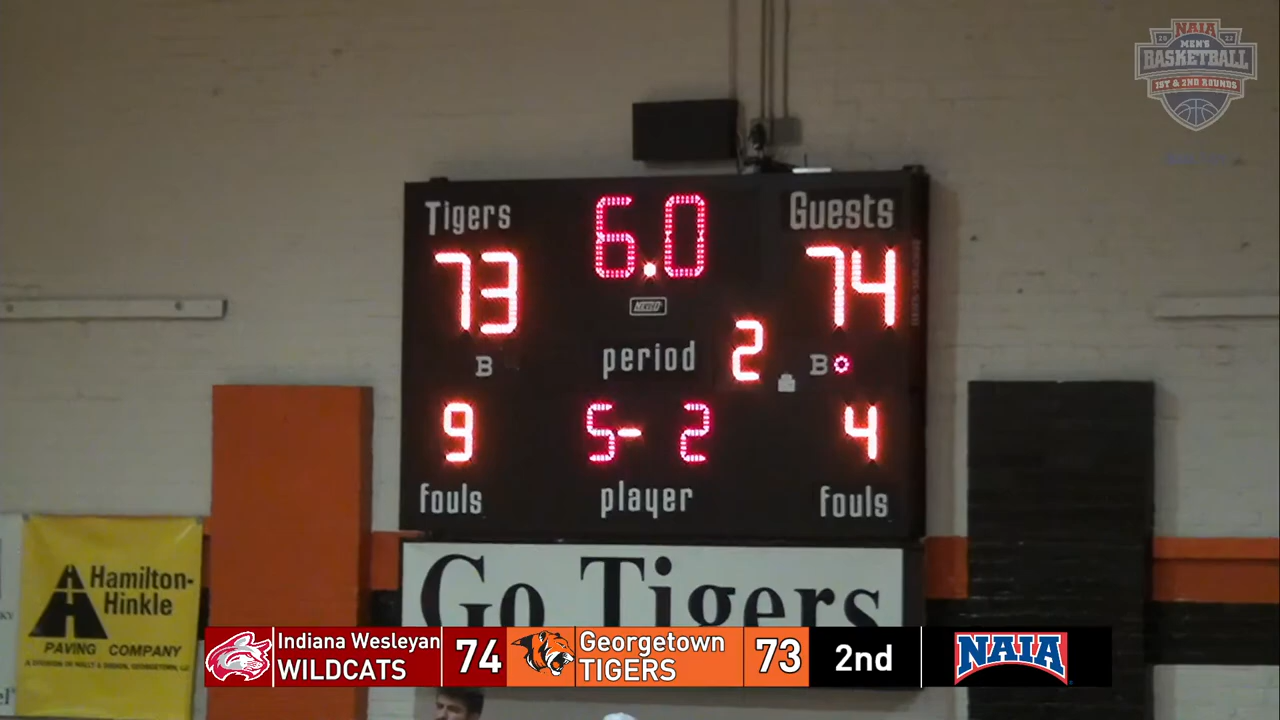 NAIA
2022
MEN'S
BASKETBALL
1ST & 2ND ROUNDS
Tigers
6.0
Guests
73
74
period
2
B
B
9
5- 2
4
fouls
player
fouls
Go Tigers
Hamilton-
Hinkle
PAVING COMPANY
Indiana Wesleyan
WILDCATS
74
Georgetown
TIGERS
73
2nd
NAIA